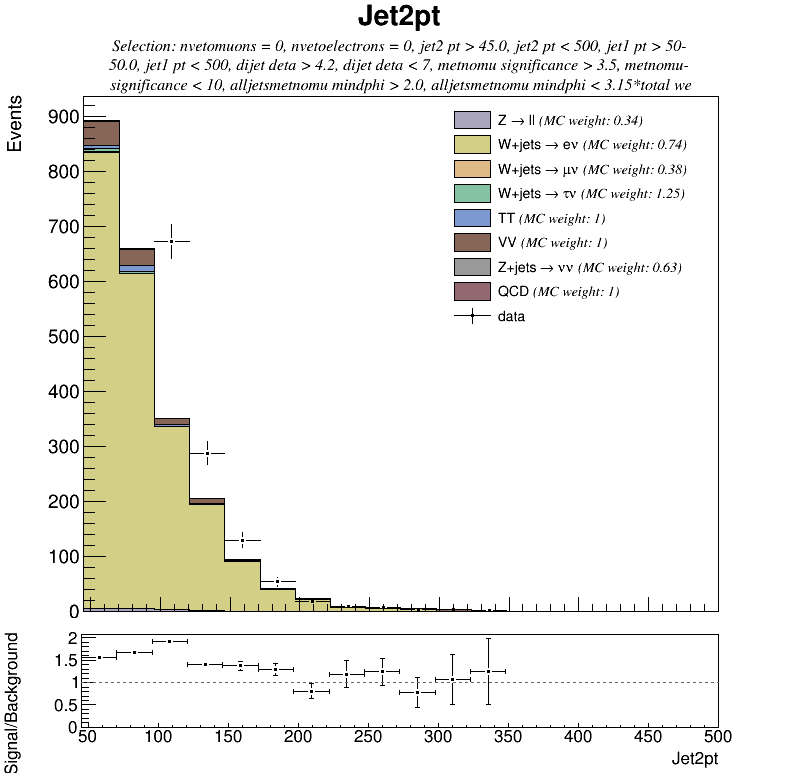 Jet2pt
Selection: nvetomuons = 0, nvetoelectrons = 0, jet2 pt > 45.0, jet2 pt < 500, jet1 pt > 50-
50.0, jet1 pt < 500, dijet deta > 4.2, dijet deta < 7, metnomu significance > 3.5, metnomu-
significance < 10, alljetsmetnomu mindphi > 2.0, alljetsmetnomu mindphi < 3.15*total we
Events
900
800
700
600
500
400
300
200
100
0
Z → ll (MC weight: 0.34)
W+jets → eν (MC weight: 0.74)
W+jets → μν (MC weight: 0.38)
W+jets → τν (MC weight: 1.25)
TT (MC weight: 1)
VV (MC weight: 1)
Z+jets → νν (MC weight: 0.63)
QCD (MC weight: 1)
data
Signal/Background
2
1.5
1
0.5
0
50 100 150 200 250 300 350 400 450 500
Jet2pt